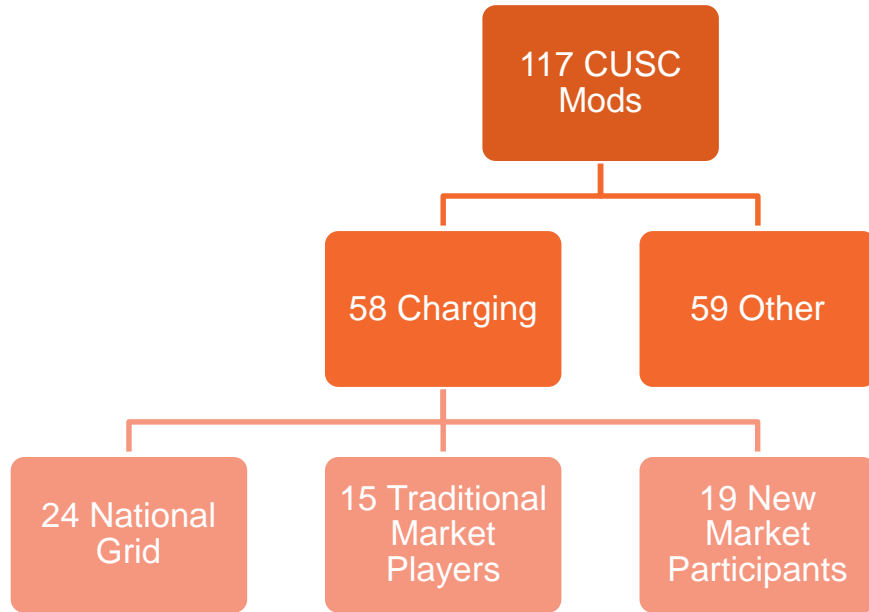 117 CUSC
Mods
58 Charging
59 Other
24 National
Grid
15 Traditional
Market
Players
19 New
Market
Participants